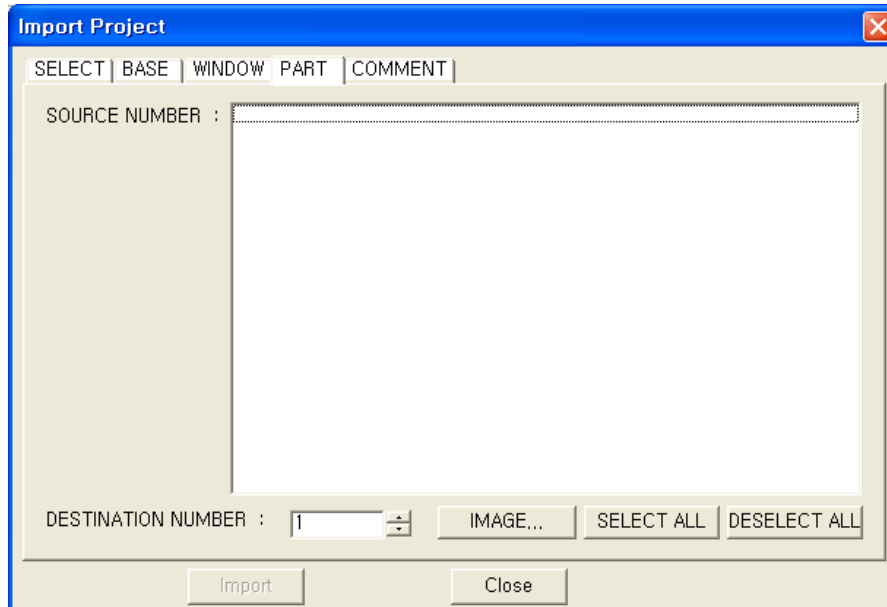 Import Project
SELECT BASE WINDOW PART COMMENT
SOURCE NUMBER :
DESTINATION NUMBER : 1 IMAGE... SELECT ALL DESELECT ALL
Import Close